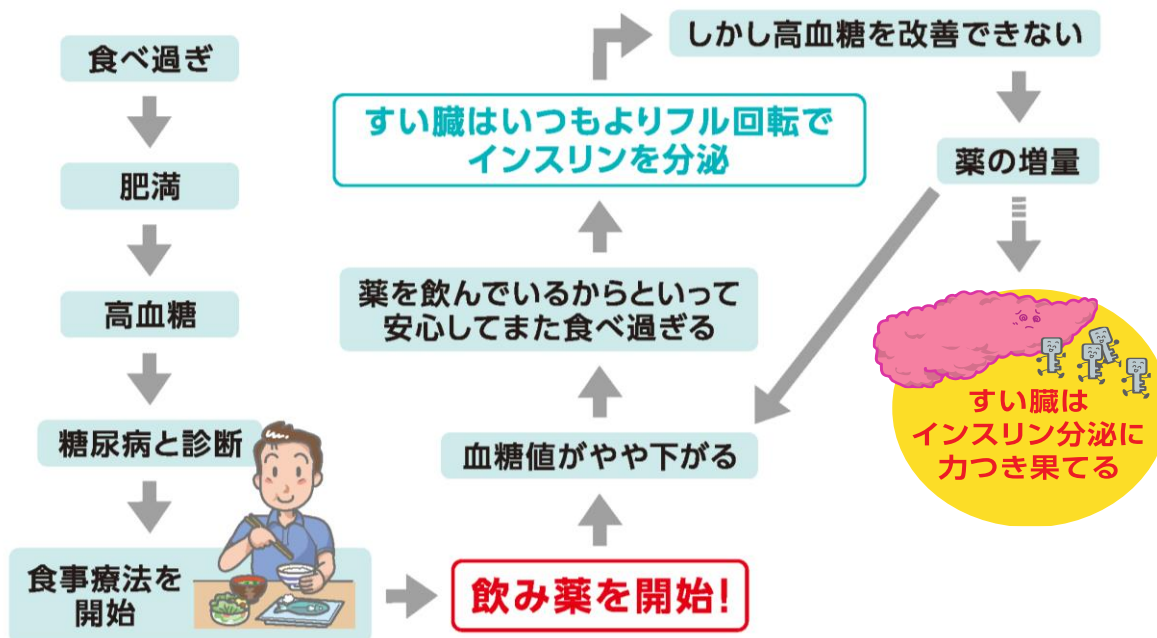 食べ過ぎ
肥満
高血糖
糖尿病と診断
食事療法を
開始
飲み薬を開始!
血糖値がやや下がる
薬を飲んでいるからといって
安心してまた食べ過ぎる
すい臓はいつもよりフル回転で
インスリンを分泌
しかし高血糖を改善できない
薬の増量
すい臓は
インスリン分泌に
力つき果てる